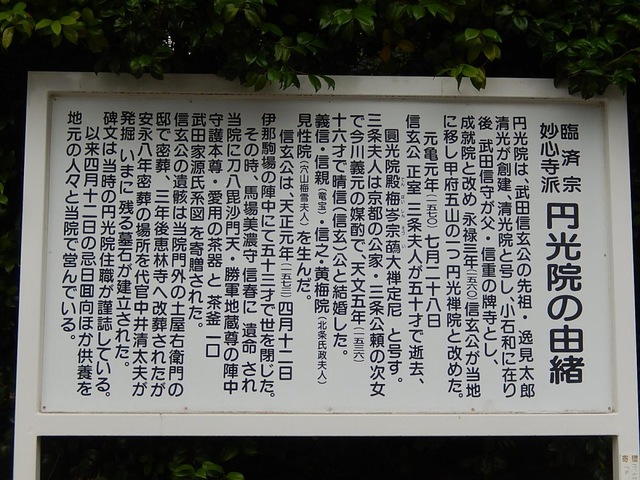 臨済宗
妙心寺派
円光院の由緒
円光院は、武田信玄公の先祖・逸見太郎
清光が創建、清光院と号し、小石和に在り
後 武田信守が父・信重の牌寺とし、
成就院と改め 永禄三年(一五六〇)信玄公が当地
に移し甲府五山の一つ 円光禅院と改めた。
元亀元年(一五七〇)七月二十八日
信玄公 正室 三条夫人が五十才で逝去、
圓光院殿梅岑宗𦿶大禅定尼 と号す。
三条夫人は京都の公家・三条公頼の次女
で今川義元の媒酌で、天文五年(一五三六)
十六才で晴信(信玄)公と結婚した。
義信・信親(竜宝)・信之・黄梅院(北条氏政夫人)
見性院(穴山梅雪夫人)を生んだ。
信玄公は、天正元年(一五七三)四月十二日
伊那駒場の陣中にて五十三才で世を閉じた。
その時、馬場美濃守 信春に 遺命 され
当院に刀八毘沙門天・勝軍地蔵尊の陣中
守護本尊・愛用の茶器 と 茶釜 一口
武田家源氏系図 を寄贈された。
信玄公の遺骸は当院門外の土屋右衛門の
邸で密葬、三年後恵林寺へ改葬されたが
安永八年密葬の場所を代官中井清太夫が
発掘 いまに 残る墓石が建立された。
碑文は当時の円光院住職が謹誌している。
以来四月十二日の忌日回向ほか供養を
地元の人々と当院で営んでいる。